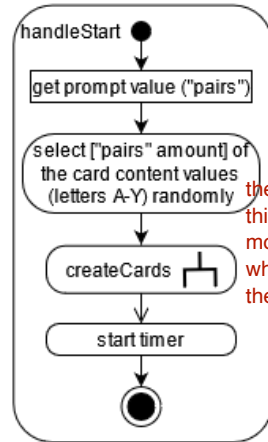 handleStart
get prompt value ("pairs")
select ["pairs" amount] of
the card content values
(letters A-Y) randomly
createCards
start timer
the
thi
mo
wh
the